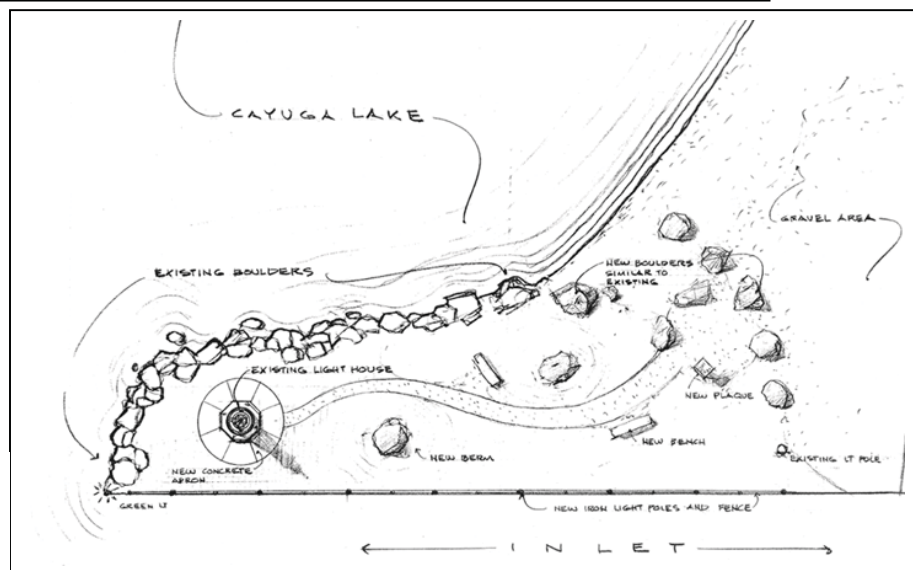 CAYUGA LAKE
GRAVEL AREA
EXISTING BOULDERS
NEW BOULDERS
SIMILAR TO
EXISTING
EXISTING LIGHT HOUSE
NEW PLAQUE
NEW BENCH
NEW BERM
EXISTING LT POLE
NEW CONCRETE
APRON
GREEN LT
NEW IRON LIGHT POLES AND FENCE
INLET